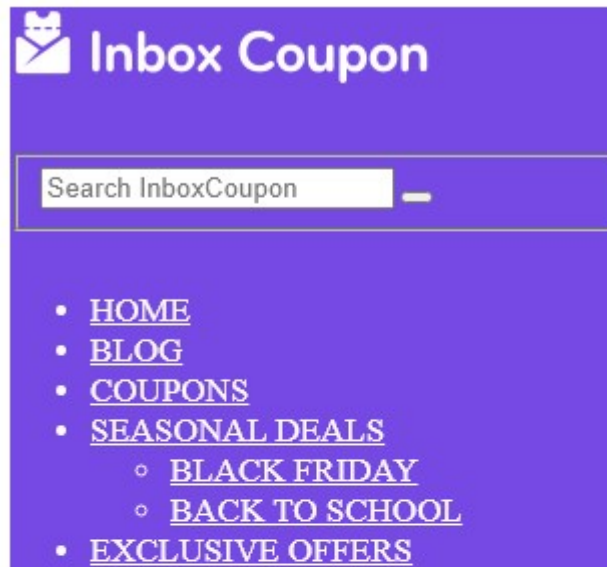 Inbox Coupon
Search InboxCoupon
HOME
BLOG
COUPONS
SEASONAL DEALS
BLACK FRIDAY
BACK TO SCHOOL
EXCLUSIVE OFFERS